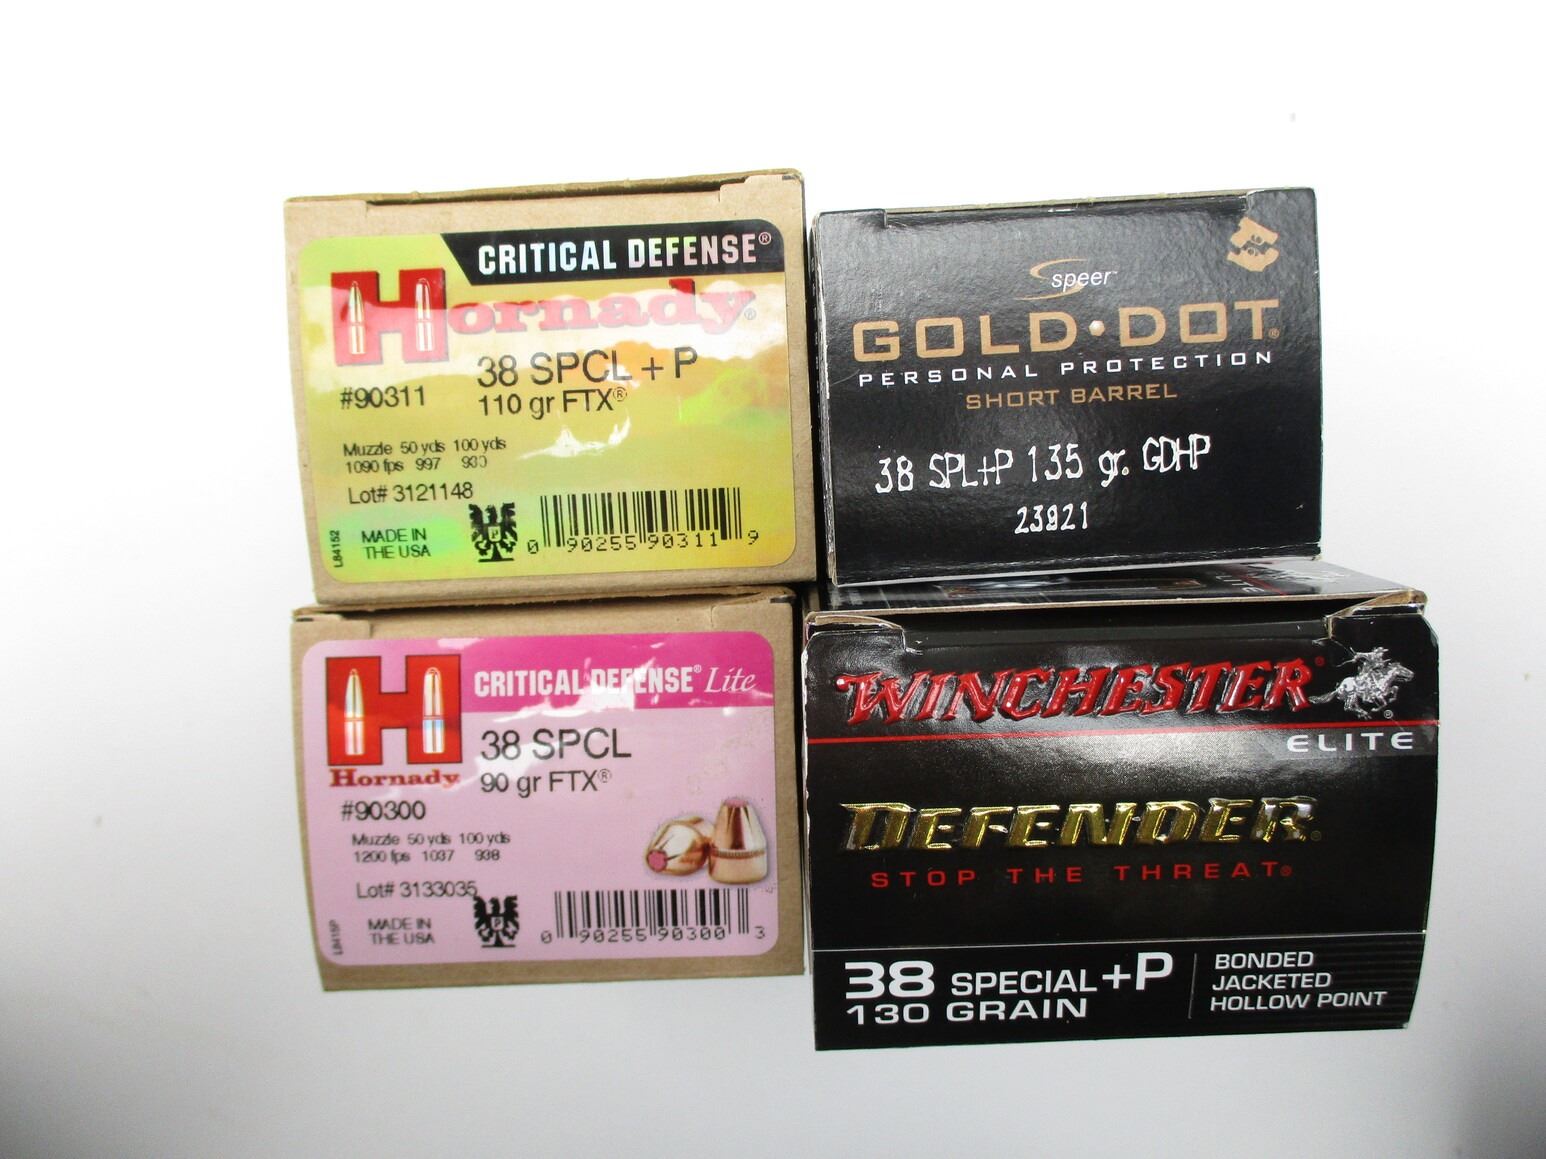 CRITICAL DEFENSE®
Hornady®
38 SPCL + P
#90311
110 gr FTX®
Muzzle 50 yds 100 yds
1090 fps 997
Lot# 3121148
MADE IN
THE USA
0 90255 90311 9
speer™
GOLD·DOT®
PERSONAL PROTECTION
SHORT BARREL
38 SPL+P 135 gr. GDHP
23921
CRITICAL DEFENSE® Lite
Hornady
38 SPCL
90 gr FTX®
#90300
Muzzle 50 yds 100 yds
1200 fps 1037 938
Lot# 3133035
MADE IN
THE USA
0 90255 90300 3
ELITE
WINCHESTER®
ELITE
DEFENDER®
STOP THE THREAT®
38 SPECIAL +P
130 GRAIN
BONDED
JACKETED
HOLLOW POINT